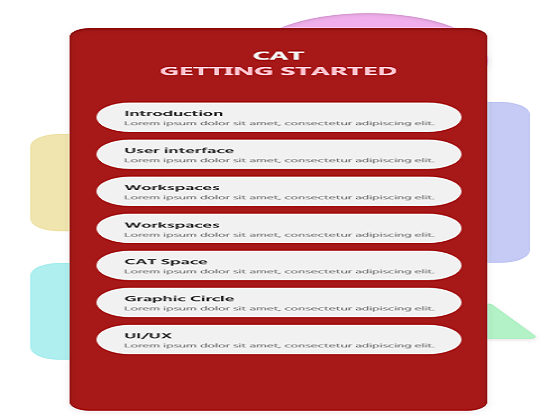 CAT
GETTING STARTED
Introduction
Lorem ipsum dolor sit amet, consectetur adipiscing elit.
User interface
Lorem ipsum dolor sit amet, consectetur adipiscing elit.
Workspaces
Lorem ipsum dolor sit amet, consectetur adipiscing elit.
Workspaces
Lorem ipsum dolor sit amet, consectetur adipiscing elit.
CAT Space
Lorem ipsum dolor sit amet, consectetur adipiscing elit.
Graphic Circle
Lorem ipsum dolor sit amet, consectetur adipiscing elit.
UI/UX
Lorem ipsum dolor sit amet, consectetur adipiscing elit.